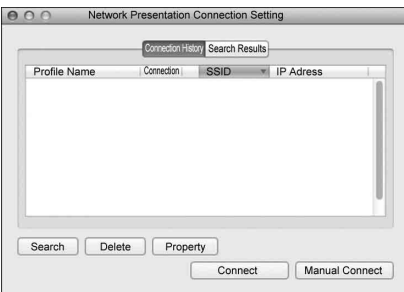 Network Presentation Connection Setting
Connection History Search Results
Profile Name Connection SSID IP Adress
Search Delete Property
Connect Manual Connect